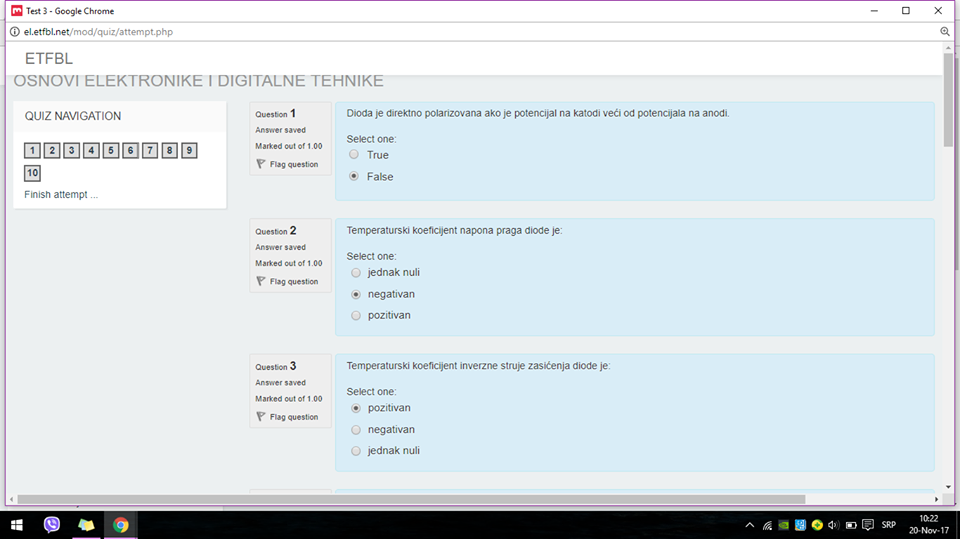 Test 3 - Google Chrome
el.etfbl.net/mod/quiz/attempt.php
ETFBL
OSNOVI ELEKTRONIKE I DIGITALNE TEHNIKE
QUIZ NAVIGATION
1 2 3 4 5 6 7 8 9
10
Finish attempt ...
Question 1
Answer saved
Marked out of 1.00
Flag question
Dioda je direktno polarizovana ako je potencijal na katodi veći od potencijala na anodi.
Select one:
True
False
Question 2
Answer saved
Marked out of 1.00
Flag question
Temperaturski koeficijent napona praga diode je:
Select one:
jednak nuli
negativan
pozitivan
Question 3
Answer saved
Marked out of 1.00
Flag question
Temperaturski koeficijent inverzne struje zasićenja diode je:
Select one:
pozitivan
negativan
jednak nuli
SRP
10:22
20-Nov-17